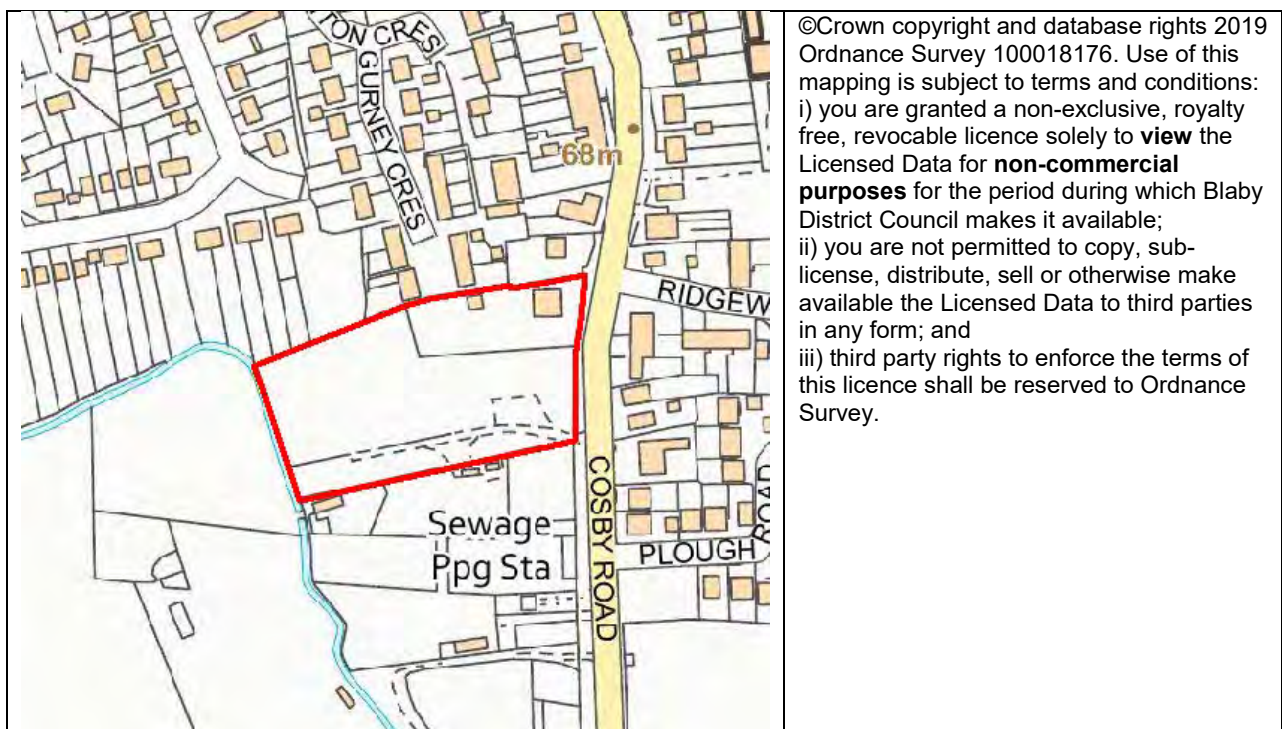 TON CRES
GURNEY CRES
68m
RIDGEW
COSBY ROAD
Sewage
Ppg Sta
PLOUGH
ROAD
©Crown copyright and database rights 2019
Ordnance Survey 100018176. Use of this
mapping is subject to terms and conditions:
i) you are granted a non-exclusive, royalty
free, revocable licence solely to view the
Licensed Data for non-commercial
purposes for the period during which Blaby
District Council makes it available;
ii) you are not permitted to copy, sub-
license, distribute, sell or otherwise make
available the Licensed Data to third parties
in any form; and
iii) third party rights to enforce the terms of
this licence shall be reserved to Ordnance
Survey.